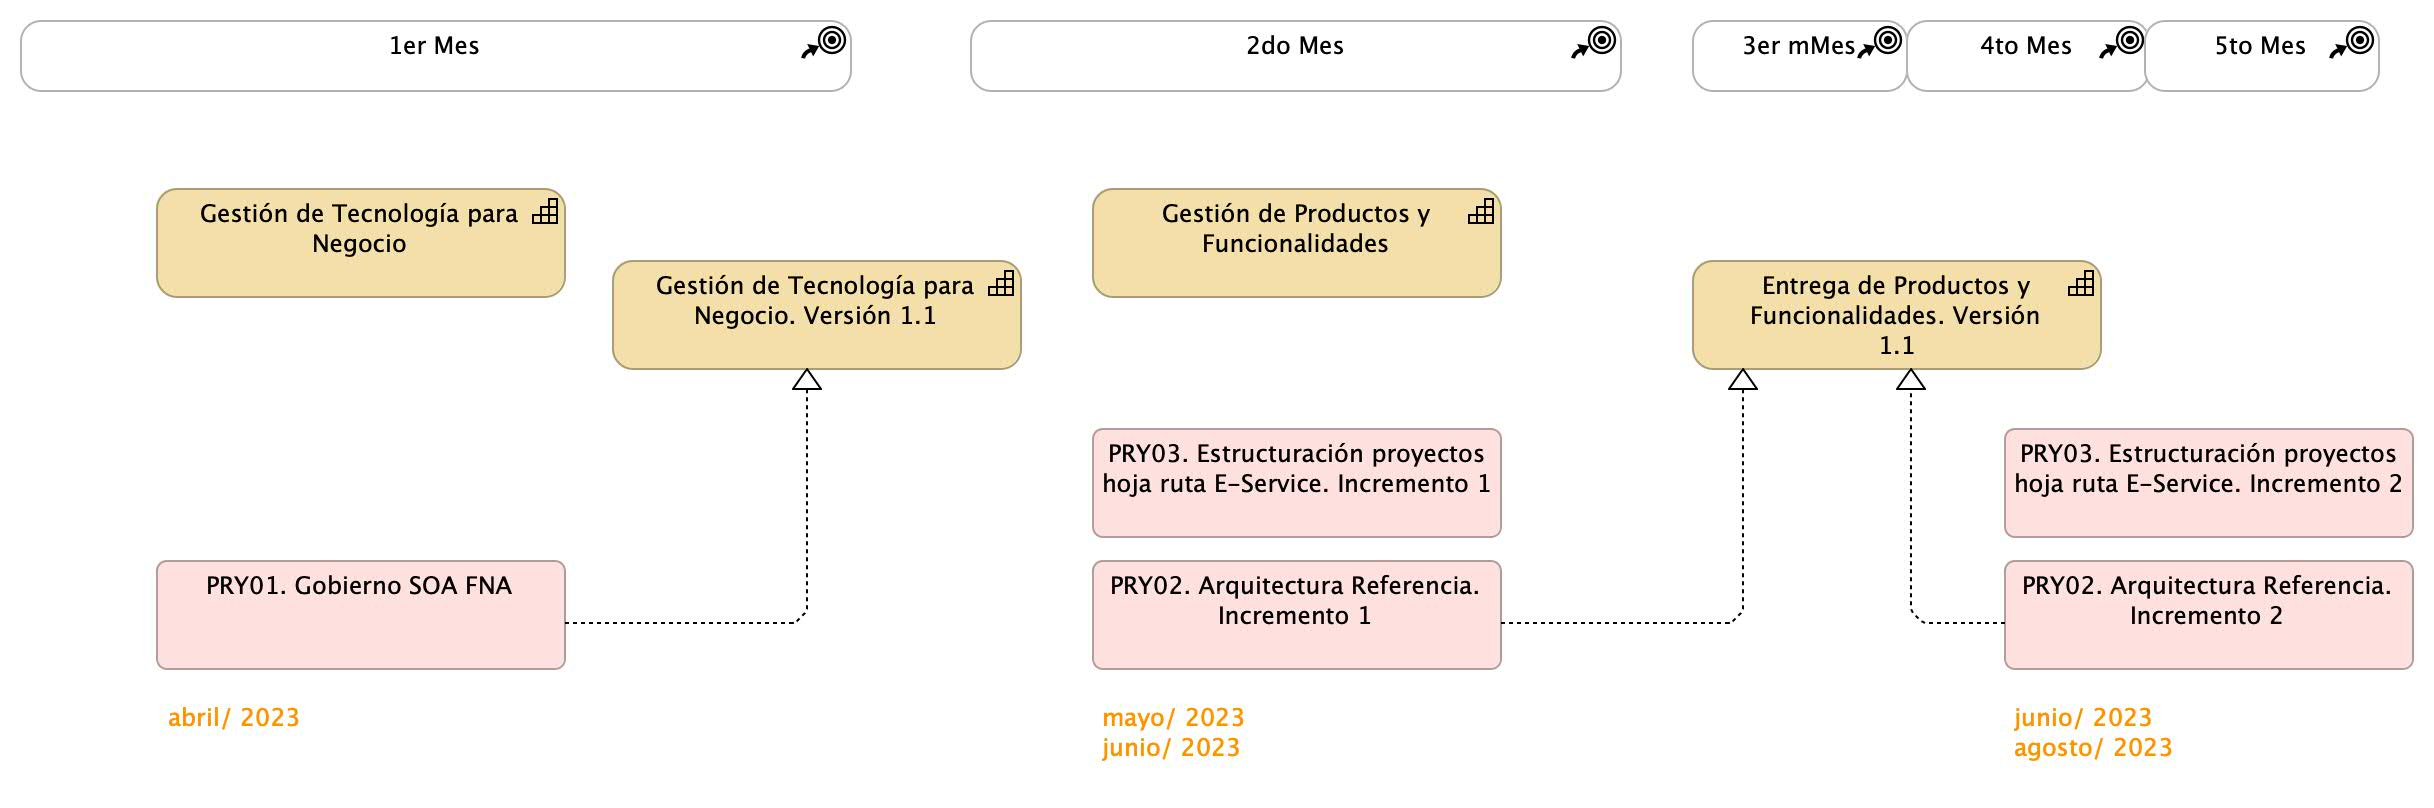 1er Mes
2do Mes
3er mMes
4to Mes
5to Mes
Gestión de Tecnología para
Negocio
Gestión de Tecnología para
Negocio. Versión 1.1
Gestión de Productos y
Funcionalidades
Entrega de Productos y
Funcionalidades. Versión
1.1
PRY03. Estructuración proyectos
hoja ruta E-Service. Incremento 1
PRY03. Estructuración proyectos
hoja ruta E-Service. Incremento 2
PRY01. Gobierno SOA FNA
PRY02. Arquitectura Referencia.
Incremento 1
PRY02. Arquitectura Referencia.
Incremento 2
abril/ 2023
mayo/ 2023
junio/ 2023
junio/ 2023
agosto/ 2023